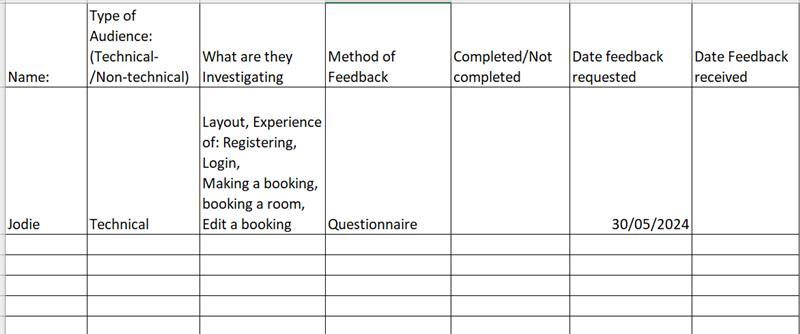 Name:
Type of
Audience:
(Technical-
/Non-technical)
What are they
Investigating
Method of
Feedback
Completed/Not
completed
Date feedback
requested
Date Feedback
received
Jodie
Technical
Layout, Experience
of: Registering,
Login,
Making a booking,
booking a room,
Edit a booking
Questionnaire
30/05/2024